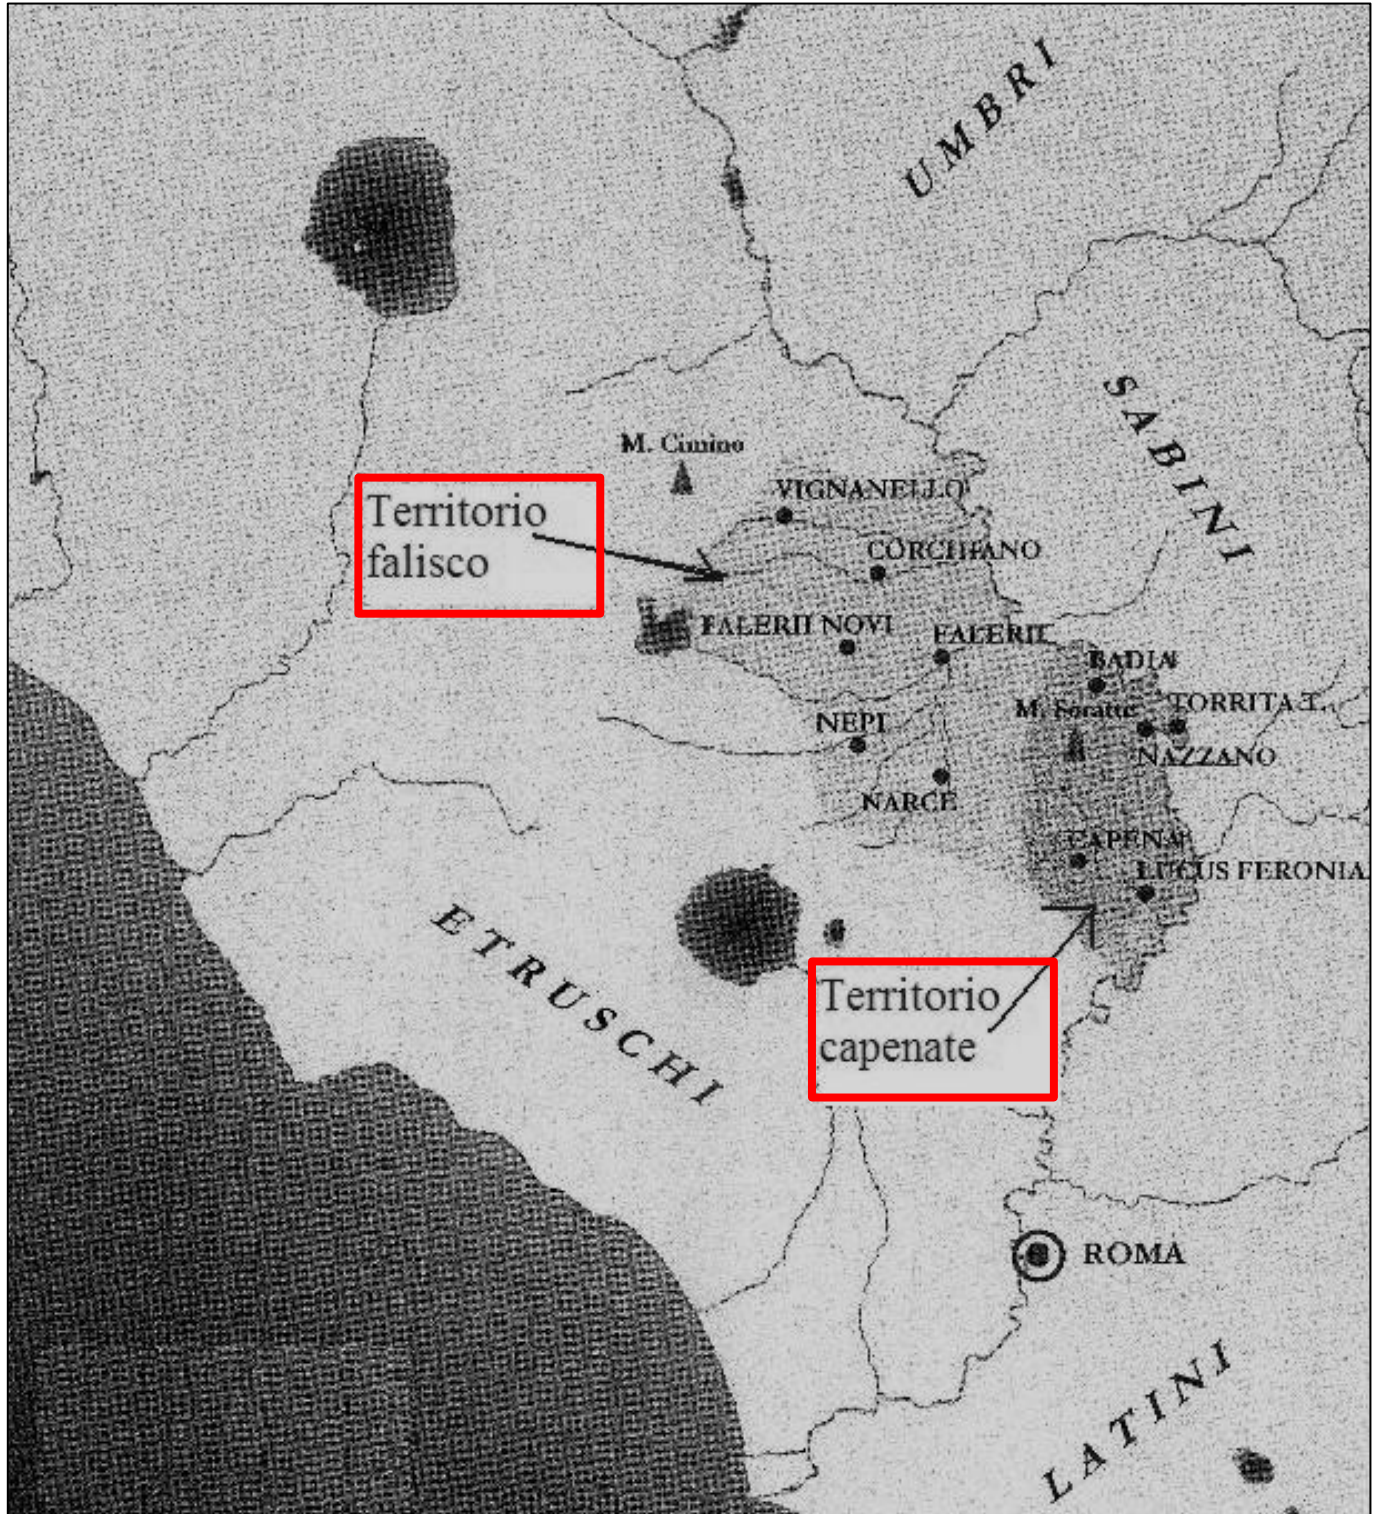 UMBRI
SABINI
M. Cimino
VIGNANELLO
Territorio
falisco
CORCHIANO
FALERII NOVI
FALERII
BADIA
M. Soratte
TORRITA T.
NEPI
NAZZANO
NARCE
CAPENA
LUCUS FERONIA
ETRUSCHI
Territorio
capenate
ROMA
LATINI